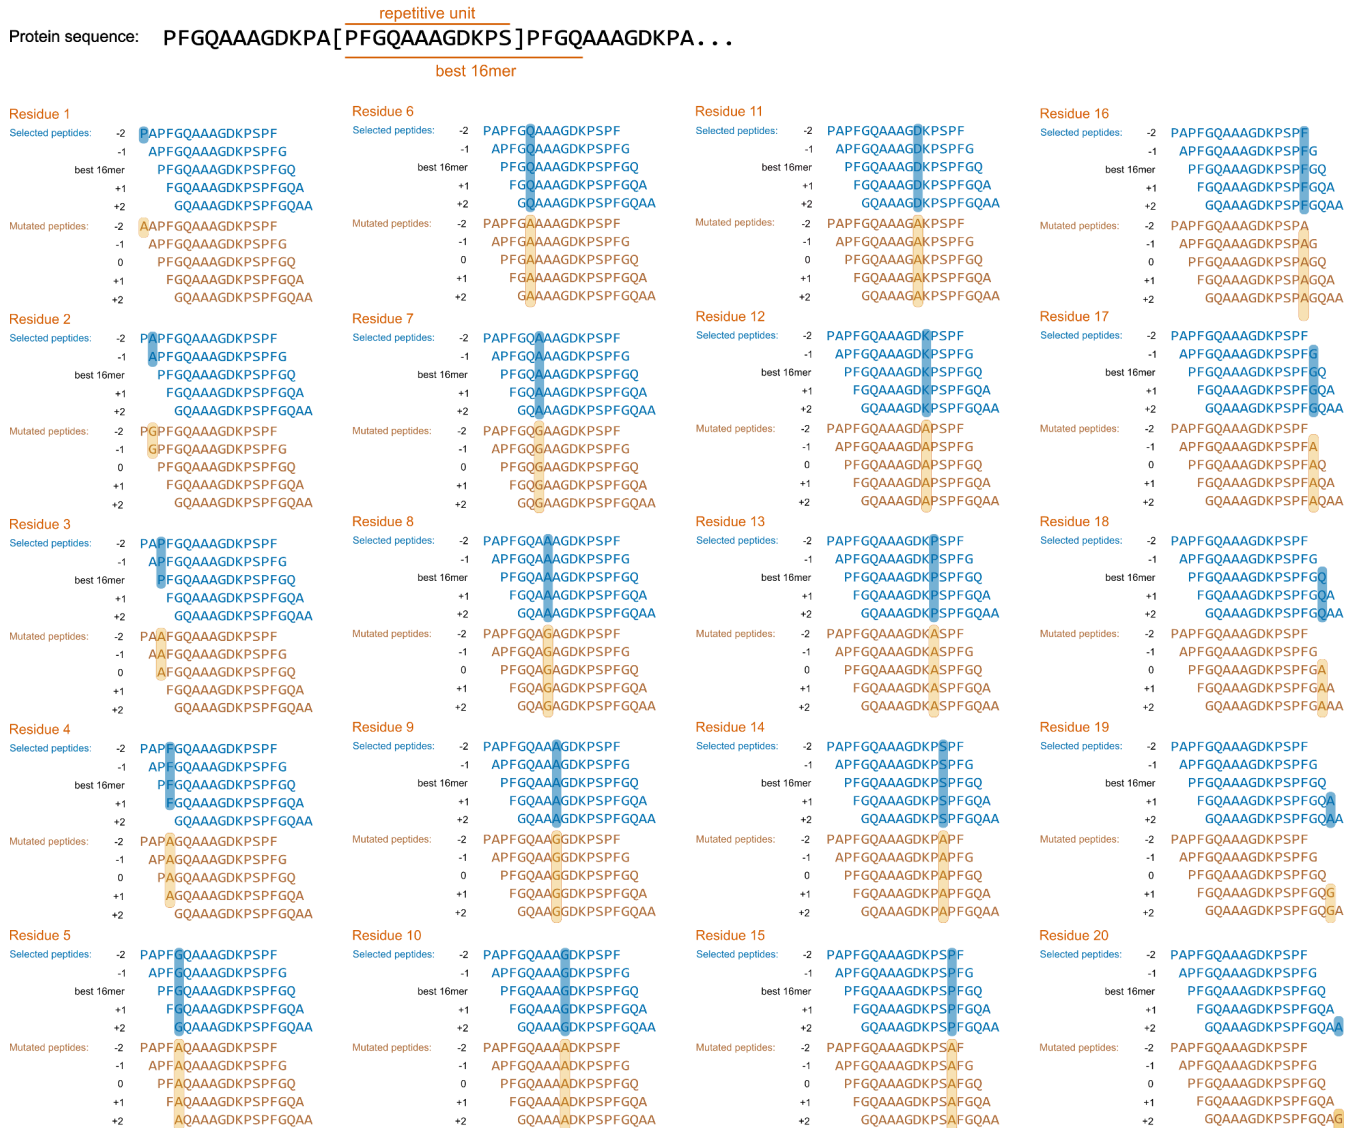 repetitive unit
Protein sequence: PFGQAAAGDKPA[PFGQAAAGDKPS]PFGQAAAGDKPA...
best 16mer
Residue 1
Selected peptides: -2 PAPFGQAAAGDKPSPF
-1 APFGQAAAGDKPSPFG
best 16mer PFGQAAAGDKPSPFGQ
+1 FGQAAAGDKPSPFGQA
+2 GQAAAGDKPSPFGQAA
Mutated peptides: -2 AAPFGQAAAGDKPSPF
-1 APFGQAAAGDKPSPFG
0 PFGQAAAGDKPSPFGQ
+1 FGQAAAGDKPSPFGQA
+2 GQAAAGDKPSPFGQAA
Residue 2
Selected peptides: -2 PAPFGQAAAGDKPSPF
-1 APFGQAAAGDKPSPFG
best 16mer PFGQAAAGDKPSPFGQ
+1 FGQAAAGDKPSPFGQA
+2 GQAAAGDKPSPFGQAA
Mutated peptides: -2 PGPFGQAAAGDKPSPF
-1 GPFGQAAAGDKPSPFG
0 PFGQAAAGDKPSPFGQ
+1 FGQAAAGDKPSPFGQA
+2 GQAAAGDKPSPFGQAA
Residue 3
Selected peptides: -2 PAPFGQAAAGDKPSPF
-1 APFGQAAAGDKPSPFG
best 16mer PFGQAAAGDKPSPFGQ
+1 FGQAAAGDKPSPFGQA
+2 GQAAAGDKPSPFGQAA
Mutated peptides: -2 PAAFGQAAAGDKPSPF
-1 AAFGQAAAGDKPSPFG
0 AFGQAAAGDKPSPFGQ
+1 FGQAAAGDKPSPFGQA
+2 GQAAAGDKPSPFGQAA
Residue 4
Selected peptides: -2 PAPFGQAAAGDKPSPF
-1 APFGQAAAGDKPSPFG
best 16mer PFGQAAAGDKPSPFGQ
+1 FGQAAAGDKPSPFGQA
+2 GQAAAGDKPSPFGQAA
Mutated peptides: -2 PAPAGQAAAGDKPSPF
-1 APAGQAAAGDKPSPFG
0 PAGQAAAGDKPSPFGQ
+1 AGQAAAGDKPSPFGQA
+2 GQAAAGDKPSPFGQAA
Residue 5
Selected peptides: -2 PAPFGQAAAGDKPSPF
-1 APFGQAAAGDKPSPFG
best 16mer PFGQAAAGDKPSPFGQ
+1 FGQAAAGDKPSPFGQA
+2 GQAAAGDKPSPFGQAA
Mutated peptides: -2 PAPFAQAAAGDKPSPF
-1 APFAQAAAGDKPSPFG
0 PFAQAAAGDKPSPFGQ
+1 FAQAAAGDKPSPFGQA
+2 AQAAAGDKPSPFGQAA
Residue 6
Selected peptides: -2 PAPFGQAAAGDKPSPF
-1 APFGQAAAGDKPSPFG
best 16mer PFGQAAAGDKPSPFGQ
+1 FGQAAAGDKPSPFGQA
+2 GQAAAGDKPSPFGQAA
Mutated peptides: -2 PAPFGAAAAGDKPSPF
-1 APFGAAAAGDKPSPFG
0 PFGAAAAGDKPSPFGQ
+1 FGAAAAGDKPSPFGQA
+2 GAAAAGDKPSPFGQAA
Residue 7
Selected peptides: -2 PAPFGQAAAGDKPSPF
-1 APFGQAAAGDKPSPFG
best 16mer PFGQAAAGDKPSPFGQ
+1 FGQAAAGDKPSPFGQA
+2 GQAAAGDKPSPFGQAA
Mutated peptides: -2 PAPFGQGAAGDKPSPF
-1 APFGQGAAGDKPSPFG
0 PFGQGAAGDKPSPFGQ
+1 FGQGAAGDKPSPFGQA
+2 GQGAAGDKPSPFGQAA
Residue 8
Selected peptides: -2 PAPFGQAAAGDKPSPF
-1 APFGQAAAGDKPSPFG
best 16mer PFGQAAAGDKPSPFGQ
+1 FGQAAAGDKPSPFGQA
+2 GQAAAGDKPSPFGQAA
Mutated peptides: -2 PAPFGQAGAGDKPSPF
-1 APFGQAGAGDKPSPFG
0 PFGQAGAGDKPSPFGQ
+1 FGQAGAGDKPSPFGQA
+2 GQAGAGDKPSPFGQAA
Residue 9
Selected peptides: -2 PAPFGQAAAGDKPSPF
-1 APFGQAAAGDKPSPFG
best 16mer PFGQAAAGDKPSPFGQ
+1 FGQAAAGDKPSPFGQA
+2 GQAAAGDKPSPFGQAA
Mutated peptides: -2 PAPFGQAAGGDKPSPF
-1 APFGQAAGGDKPSPFG
0 PFGQAAGGDKPSPFGQ
+1 FGQAAGGDKPSPFGQA
+2 GQAAGGDKPSPFGQAA
Residue 10
Selected peptides: -2 PAPFGQAAAGDKPSPF
-1 APFGQAAAGDKPSPFG
best 16mer PFGQAAAGDKPSPFGQ
+1 FGQAAAGDKPSPFGQA
+2 GQAAAGDKPSPFGQAA
Mutated peptides: -2 PAPFGQAAAADKPSPF
-1 APFGQAAAADKPSPFG
0 PFGQAAAADKPSPFGQ
+1 FGQAAAADKPSPFGQA
+2 GQAAAADKPSPFGQAA
Residue 11
Selected peptides: -2 PAPFGQAAAGDKPSPF
-1 APFGQAAAGDKPSPFG
best 16mer PFGQAAAGDKPSPFGQ
+1 FGQAAAGDKPSPFGQA
+2 GQAAAGDKPSPFGQAA
Mutated peptides: -2 PAPFGQAAAGAKPSPF
-1 APFGQAAAGAKPSPFG
0 PFGQAAAGAKPSPFGQ
+1 FGQAAAGAKPSPFGQA
+2 GQAAAGAKPSPFGQAA
Residue 12
Selected peptides: -2 PAPFGQAAAGDKPSPF
-1 APFGQAAAGDKPSPFG
best 16mer PFGQAAAGDKPSPFGQ
+1 FGQAAAGDKPSPFGQA
+2 GQAAAGDKPSPFGQAA
Mutated peptides: -2 PAPFGQAAAGDAPSPF
-1 APFGQAAAGDAPSPFG
0 PFGQAAAGDAPSPFGQ
+1 FGQAAAGDAPSPFGQA
+2 GQAAAGDAPSPFGQAA
Residue 13
Selected peptides: -2 PAPFGQAAAGDKPSPF
-1 APFGQAAAGDKPSPFG
best 16mer PFGQAAAGDKPSPFGQ
+1 FGQAAAGDKPSPFGQA
+2 GQAAAGDKPSPFGQAA
Mutated peptides: -2 PAPFGQAAAGDKASPF
-1 APFGQAAAGDKASPFG
0 PFGQAAAGDKASPFGQ
+1 FGQAAAGDKASPFGQA
+2 GQAAAGDKASPFGQAA
Residue 14
Selected peptides: -2 PAPFGQAAAGDKPSPF
-1 APFGQAAAGDKPSPFG
best 16mer PFGQAAAGDKPSPFGQ
+1 FGQAAAGDKPSPFGQA
+2 GQAAAGDKPSPFGQAA
Mutated peptides: -2 PAPFGQAAAGDKPAPF
-1 APFGQAAAGDKPAPFG
0 PFGQAAAGDKPAPFGQ
+1 FGQAAAGDKPAPFGQA
+2 GQAAAGDKPAPFGQAA
Residue 15
Selected peptides: -2 PAPFGQAAAGDKPSPF
-1 APFGQAAAGDKPSPFG
best 16mer PFGQAAAGDKPSPFGQ
+1 FGQAAAGDKPSPFGQA
+2 GQAAAGDKPSPFGQAA
Mutated peptides: -2 PAPFGQAAAGDKPSAF
-1 APFGQAAAGDKPSAFG
0 PFGQAAAGDKPSAFGQ
+1 FGQAAAGDKPSAFGQA
+2 GQAAAGDKPSAFGQAA
Residue 16
Selected peptides: -2 PAPFGQAAAGDKPSPF
-1 APFGQAAAGDKPSPFG
best 16mer PFGQAAAGDKPSPFGQ
+1 FGQAAAGDKPSPFGQA
+2 GQAAAGDKPSPFGQAA
Mutated peptides: -2 PAPFGQAAAGDKPSPA
-1 APFGQAAAGDKPSPAG
0 PFGQAAAGDKPSPAGQ
+1 FGQAAAGDKPSPAGQA
+2 GQAAAGDKPSPAGQAA
Residue 17
Selected peptides: -2 PAPFGQAAAGDKPSPF
-1 APFGQAAAGDKPSPFG
best 16mer PFGQAAAGDKPSPFGQ
+1 FGQAAAGDKPSPFGQA
+2 GQAAAGDKPSPFGQAA
Mutated peptides: -2 PAPFGQAAAGDKPSPF
-1 APFGQAAAGDKPSPFA
0 PFGQAAAGDKPSPFAQ
+1 FGQAAAGDKPSPFAQA
+2 GQAAAGDKPSPFAQAA
Residue 18
Selected peptides: -2 PAPFGQAAAGDKPSPF
-1 APFGQAAAGDKPSPFG
best 16mer PFGQAAAGDKPSPFGQ
+1 FGQAAAGDKPSPFGQA
+2 GQAAAGDKPSPFGQAA
Mutated peptides: -2 PAPFGQAAAGDKPSPF
-1 APFGQAAAGDKPSPFG
0 PFGQAAAGDKPSPFGA
+1 FGQAAAGDKPSPFGAA
+2 GQAAAGDKPSPFGAAA
Residue 19
Selected peptides: -2 PAPFGQAAAGDKPSPF
-1 APFGQAAAGDKPSPFG
best 16mer PFGQAAAGDKPSPFGQ
+1 FGQAAAGDKPSPFGQA
+2 GQAAAGDKPSPFGQAA
Mutated peptides: -2 PAPFGQAAAGDKPSPF
-1 APFGQAAAGDKPSPFG
0 PFGQAAAGDKPSPFGQ
+1 FGQAAAGDKPSPFGQG
+2 GQAAAGDKPSPFGQGA
Residue 20
Selected peptides: -2 PAPFGQAAAGDKPSPF
-1 APFGQAAAGDKPSPFG
best 16mer PFGQAAAGDKPSPFGQ
+1 FGQAAAGDKPSPFGQA
+2 GQAAAGDKPSPFGQAA
Mutated peptides: -2 PAPFGQAAAGDKPSPF
-1 APFGQAAAGDKPSPFG
0 PFGQAAAGDKPSPFGQ
+1 FGQAAAGDKPSPFGQA
+2 GQAAAGDKPSPFGQAG